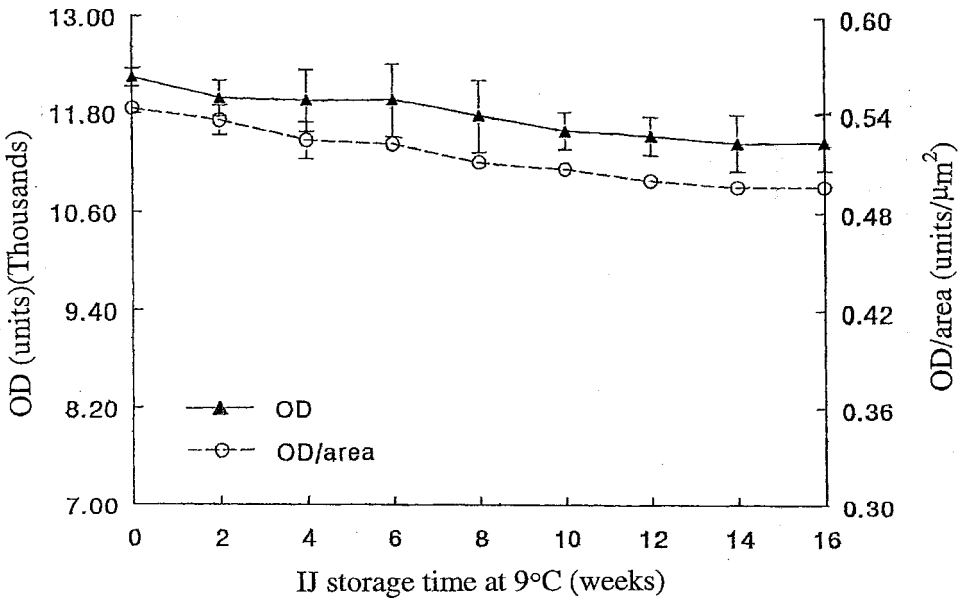 13.00
11.80
10.60
9.40
8.20
7.00
OD (units)(Thousands)
0.60
0.54
0.48
0.42
0.36
0.30
OD/area (units/μm²)
OD
OD/area
0 2 4 6 8 10 12 14 16
IJ storage time at 9°C (weeks)